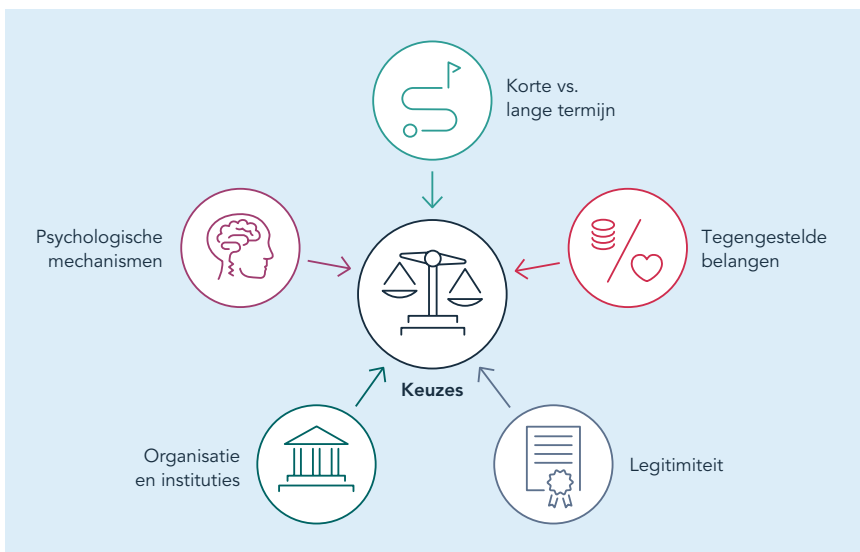 Korte vs.
lange termijn
Psychologische
mechanismen
Tegengestelde
belangen
Keuzes
Organisatie
en instituties
Legitimiteit